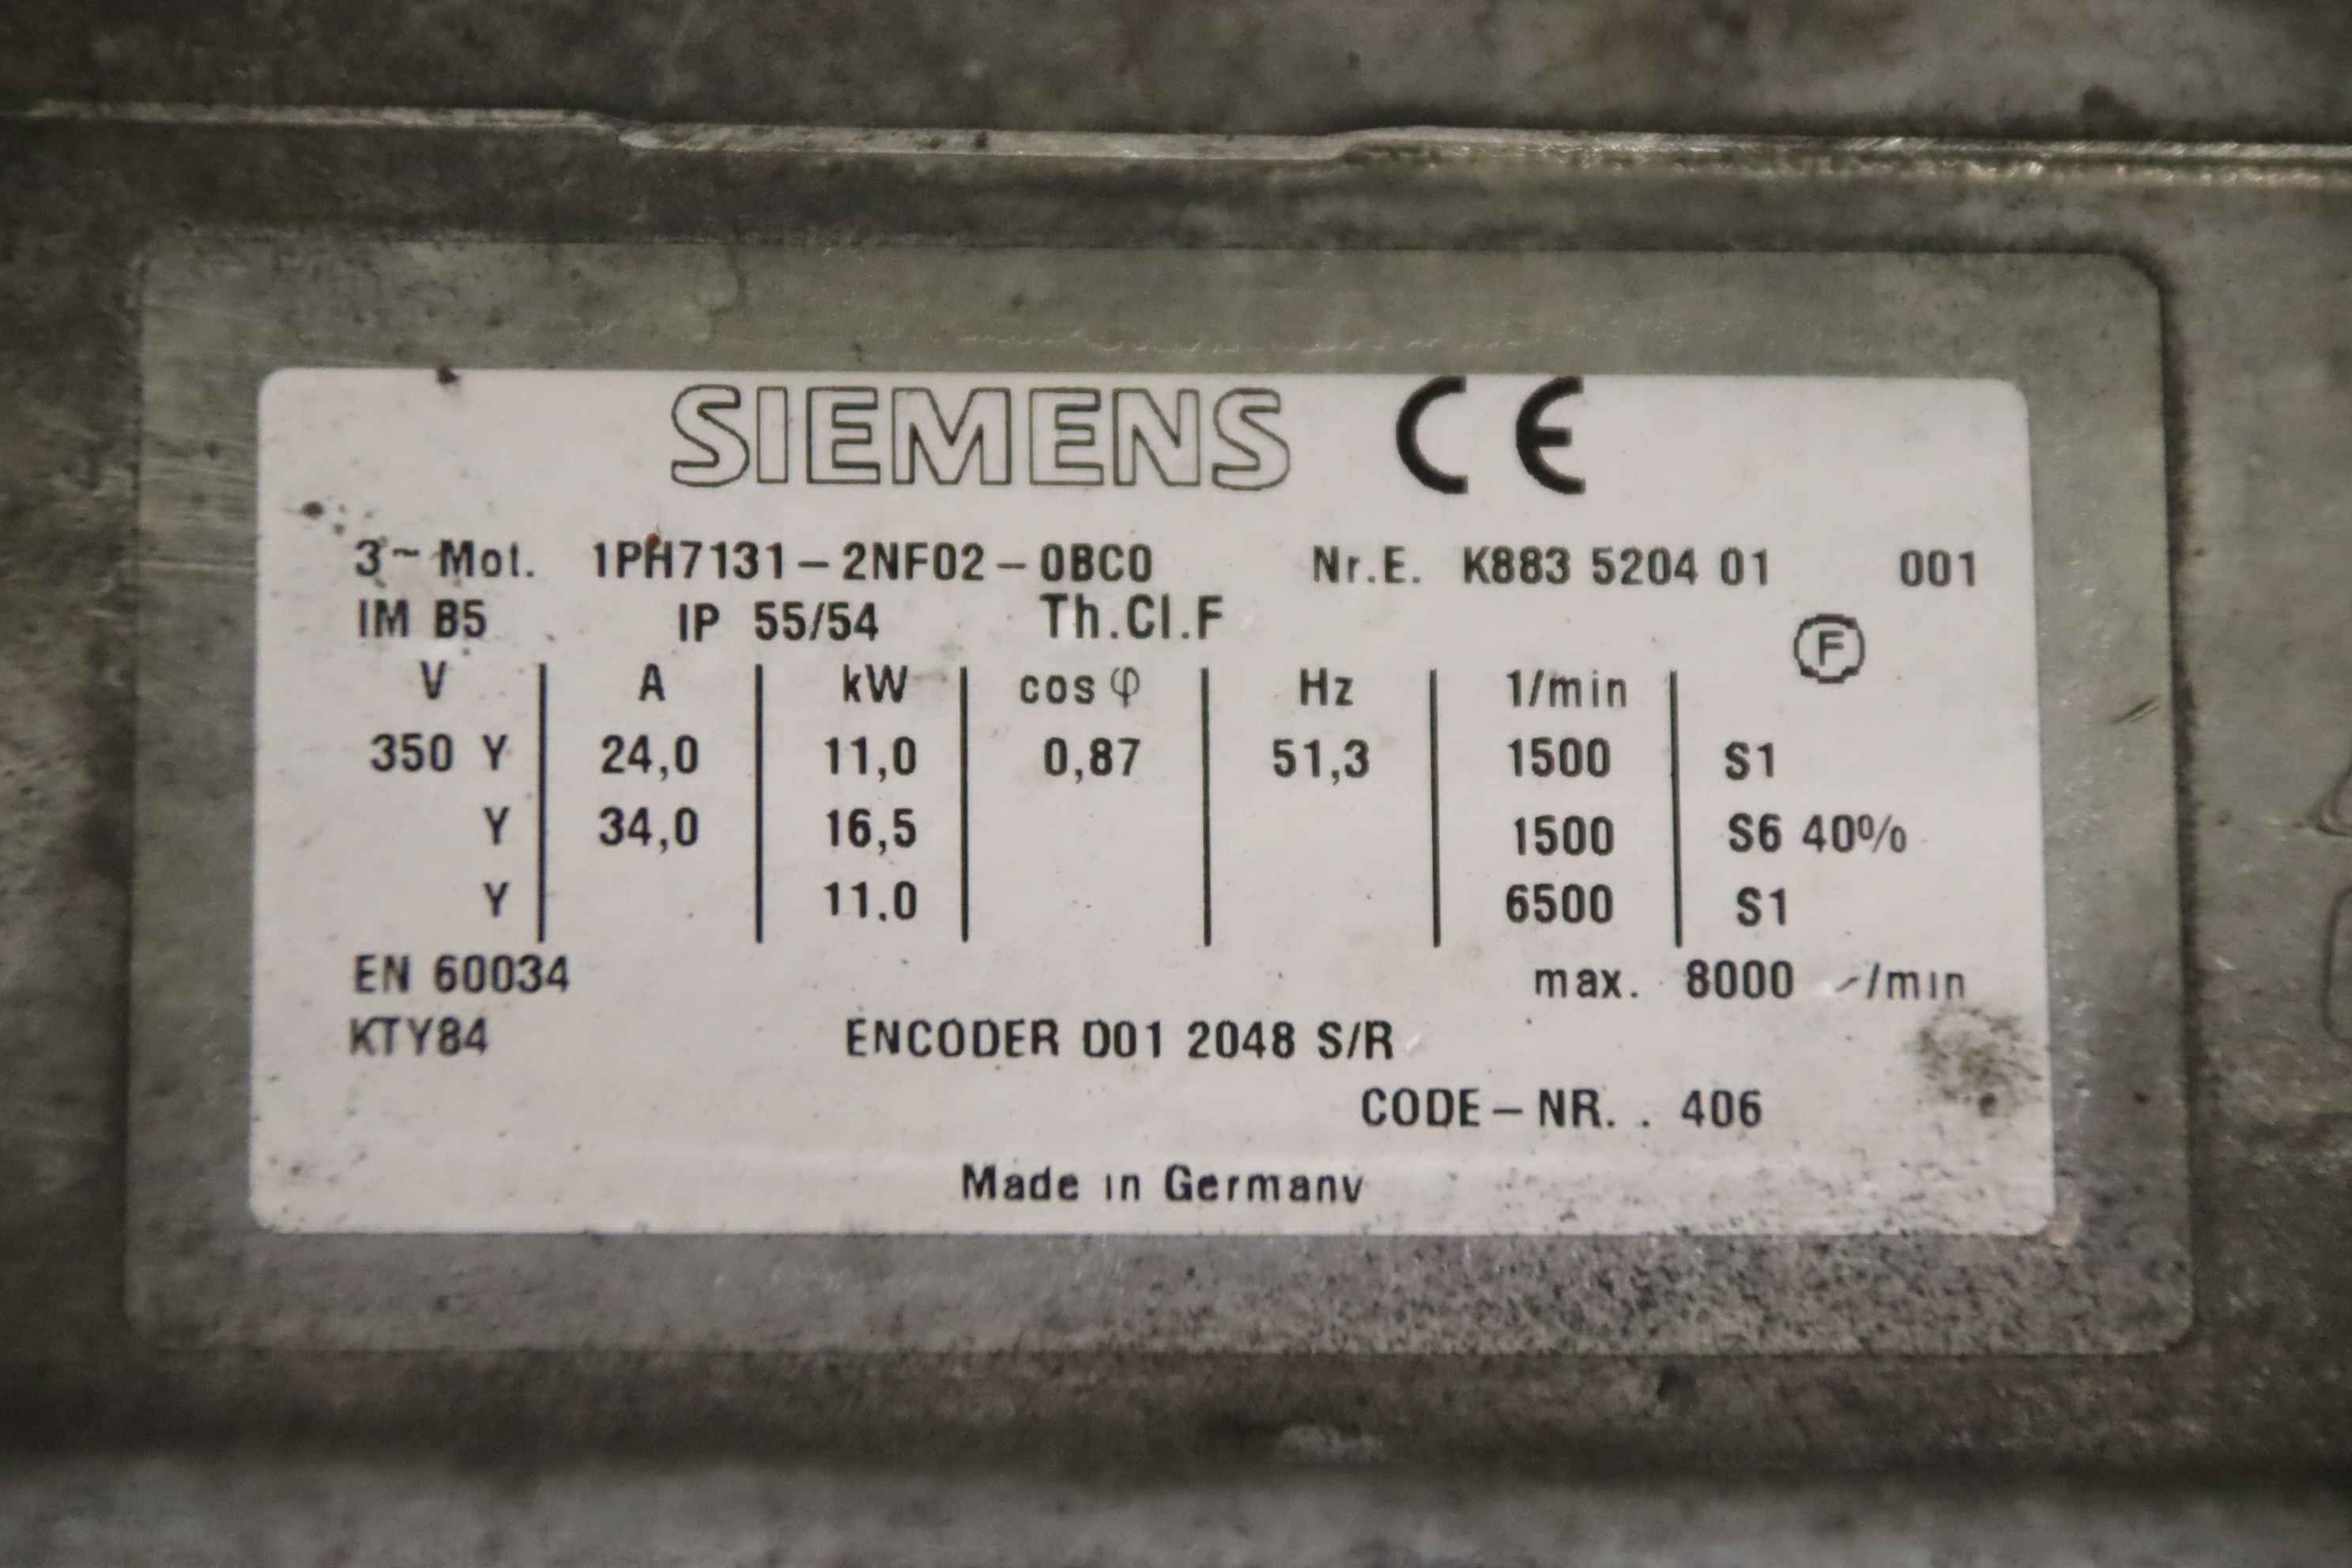 SIEMENS CE
3~ Mot. 1PH7131-2NF02-0BC0 Nr.E. K883 5204 01 001
IM B5 IP 55/54 Th.Cl.F
F
V A kW cos φ Hz 1/min
350 Y 24,0 11,0 0,87 51,3 1500 S1
Y 34,0 16,5 1500 S6 40%
Y 11.0 6500 S1
EN 60034 max. 8000 /min
KTY84 ENCODER D01 2048 S/R
CODE-NR. . 406
Made in Germany